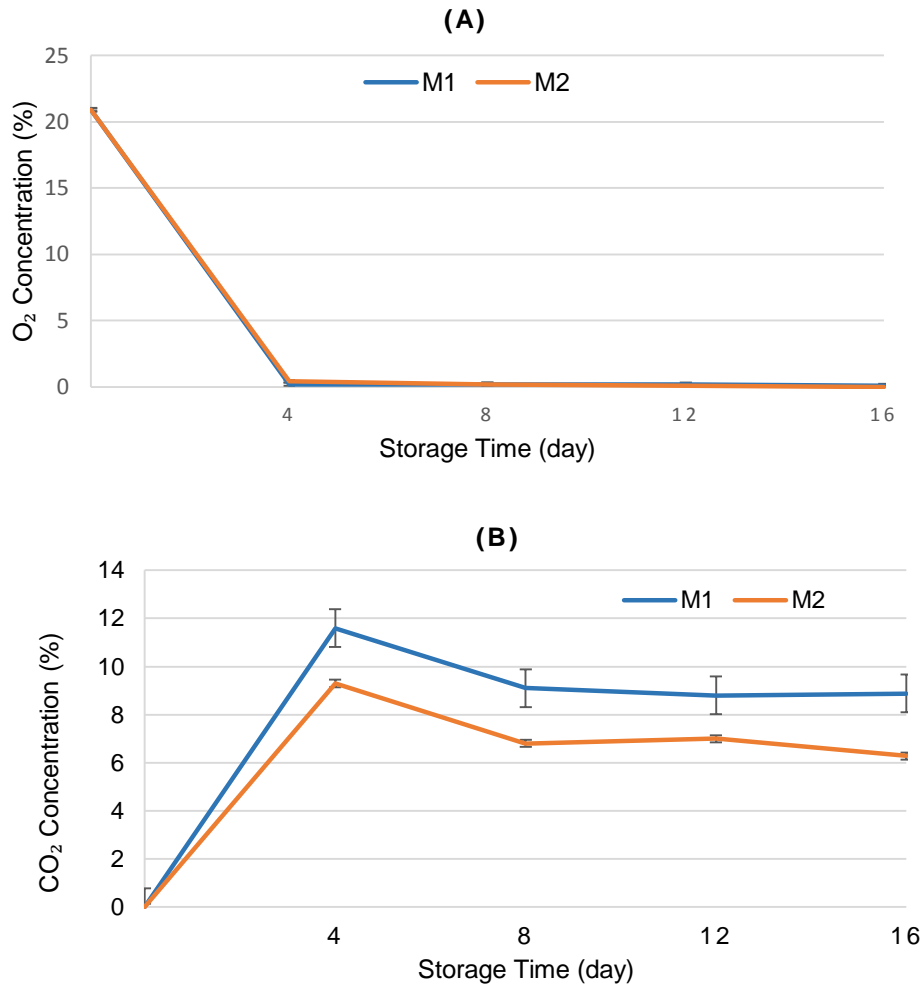 (A)
25
20
15
10
5
0
O₂ Concentration (%)
M1 M2
4 8 12 16
Storage Time (day)
(B)
14
12
10
8
6
4
2
0
CO₂ Concentration (%)
M1 M2
4 8 12 16
Storage Time (day)